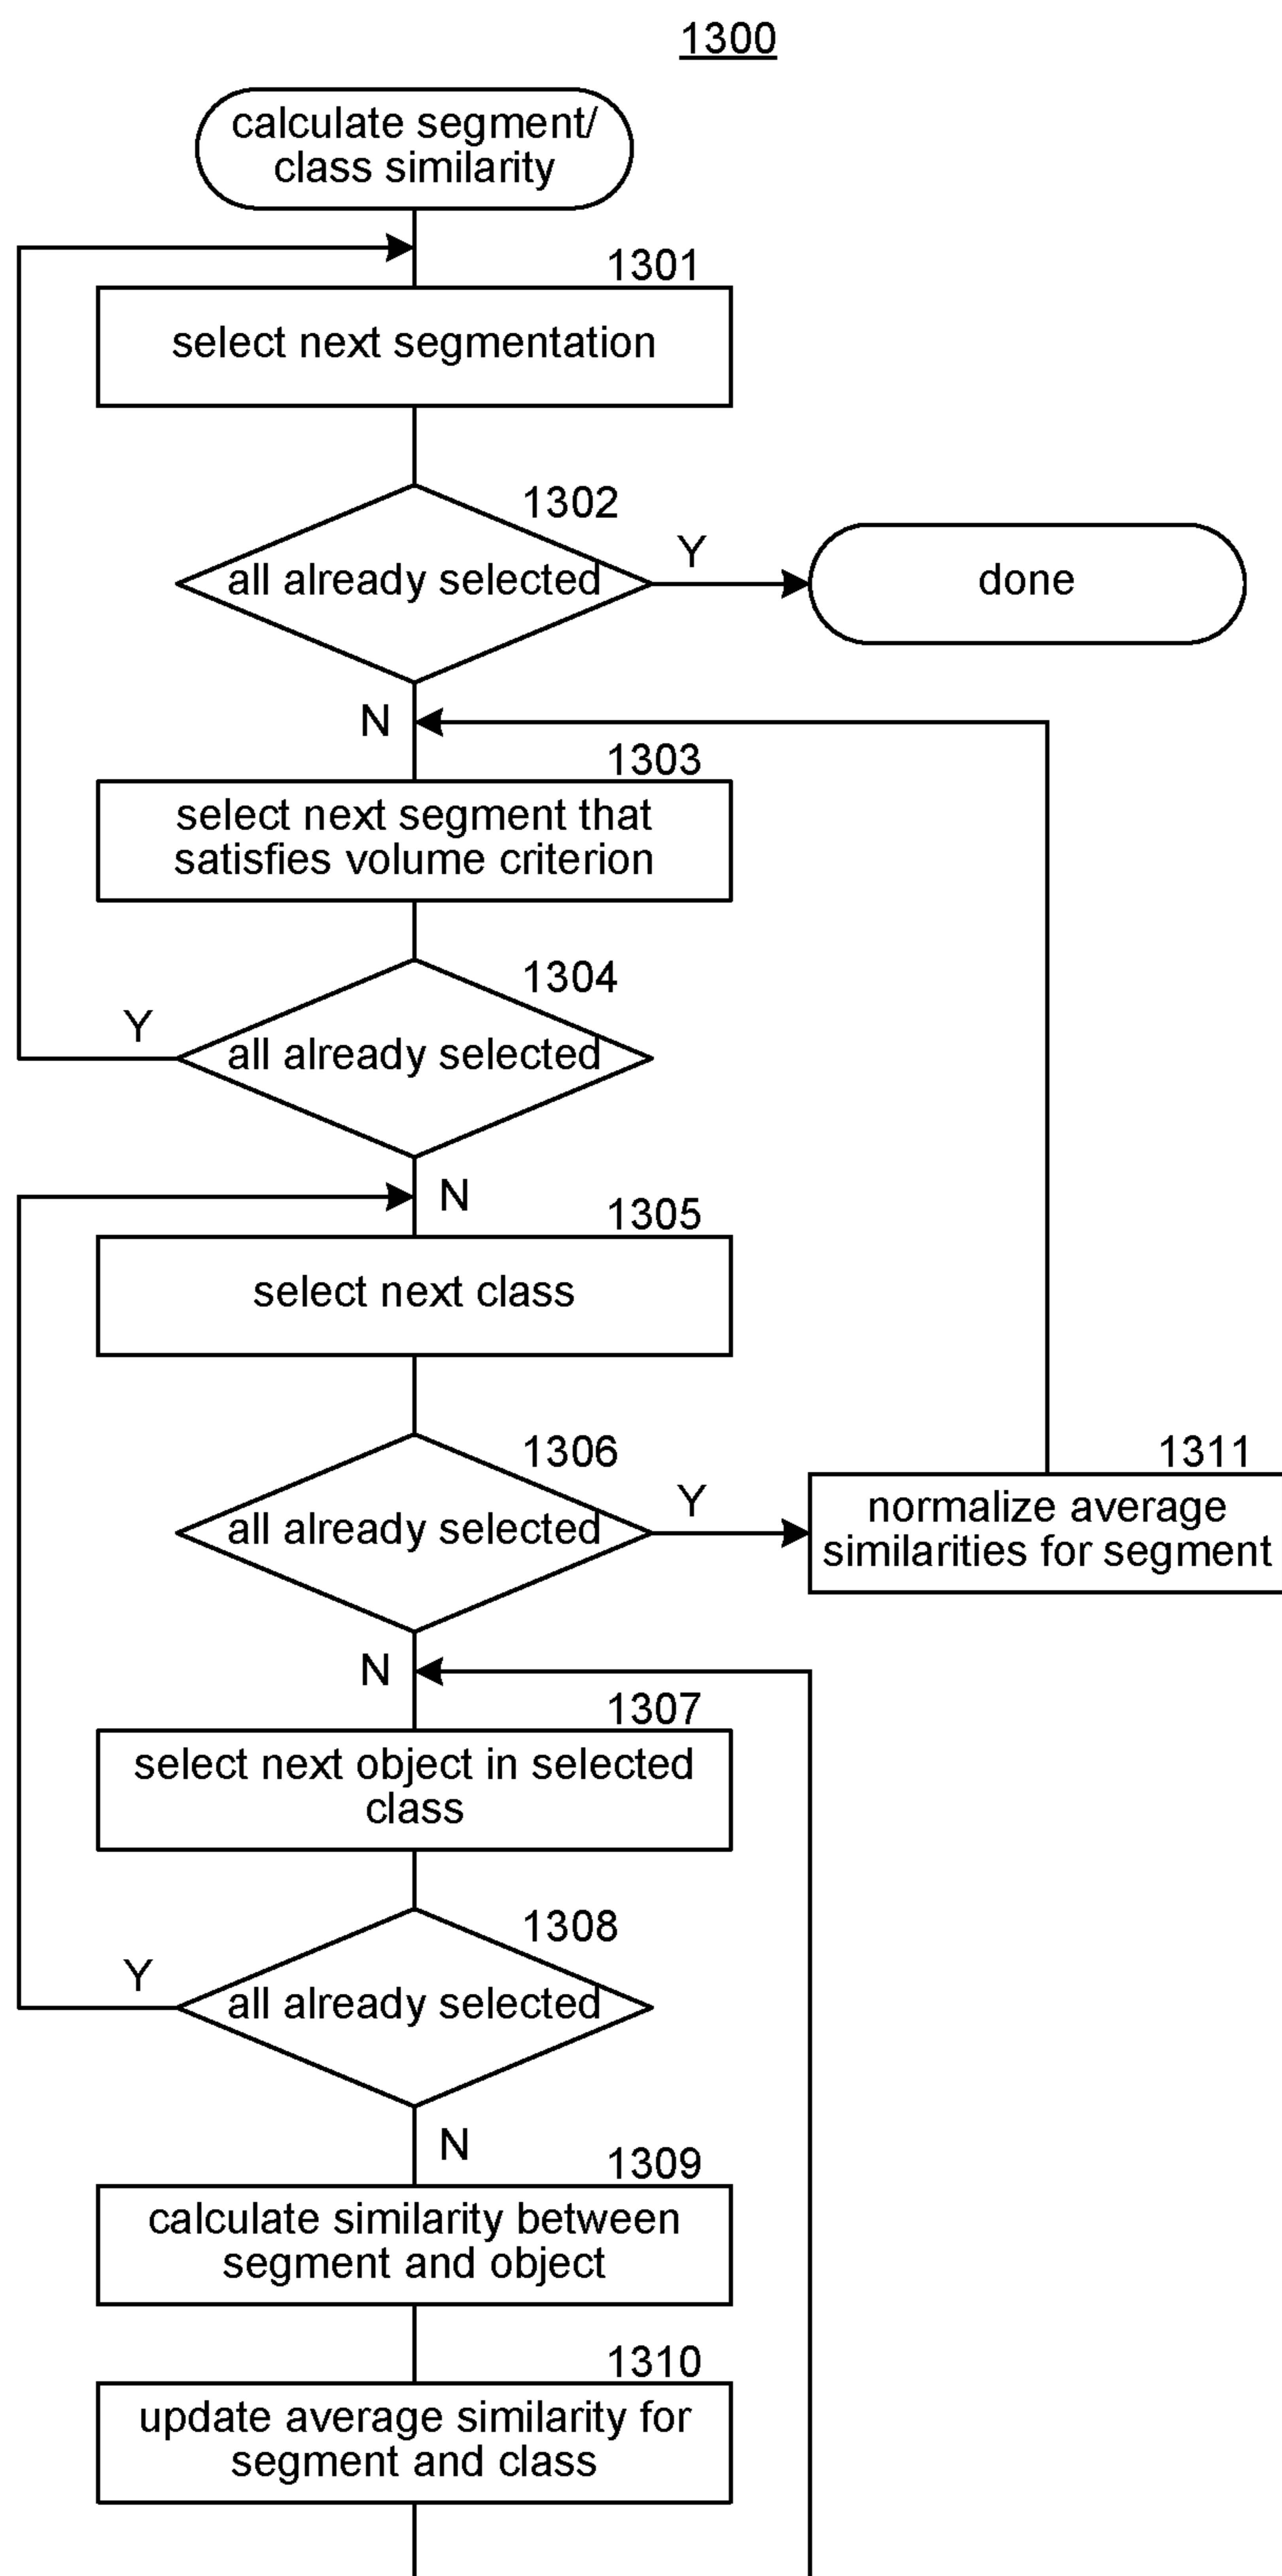 1300
calculate segment/
class similarity
1301
select next segmentation
1302
all already selected
Y
done
N
1303
select next segment that
satisfies volume criterion
1304
Y
all already selected
N
1305
select next class
1306
all already selected
Y
1311
normalize average
similarities for segment
N
1307
select next object in selected
class
1308
Y
all already selected
N
1309
calculate similarity between
segment and object
1310
update average similarity for
segment and class